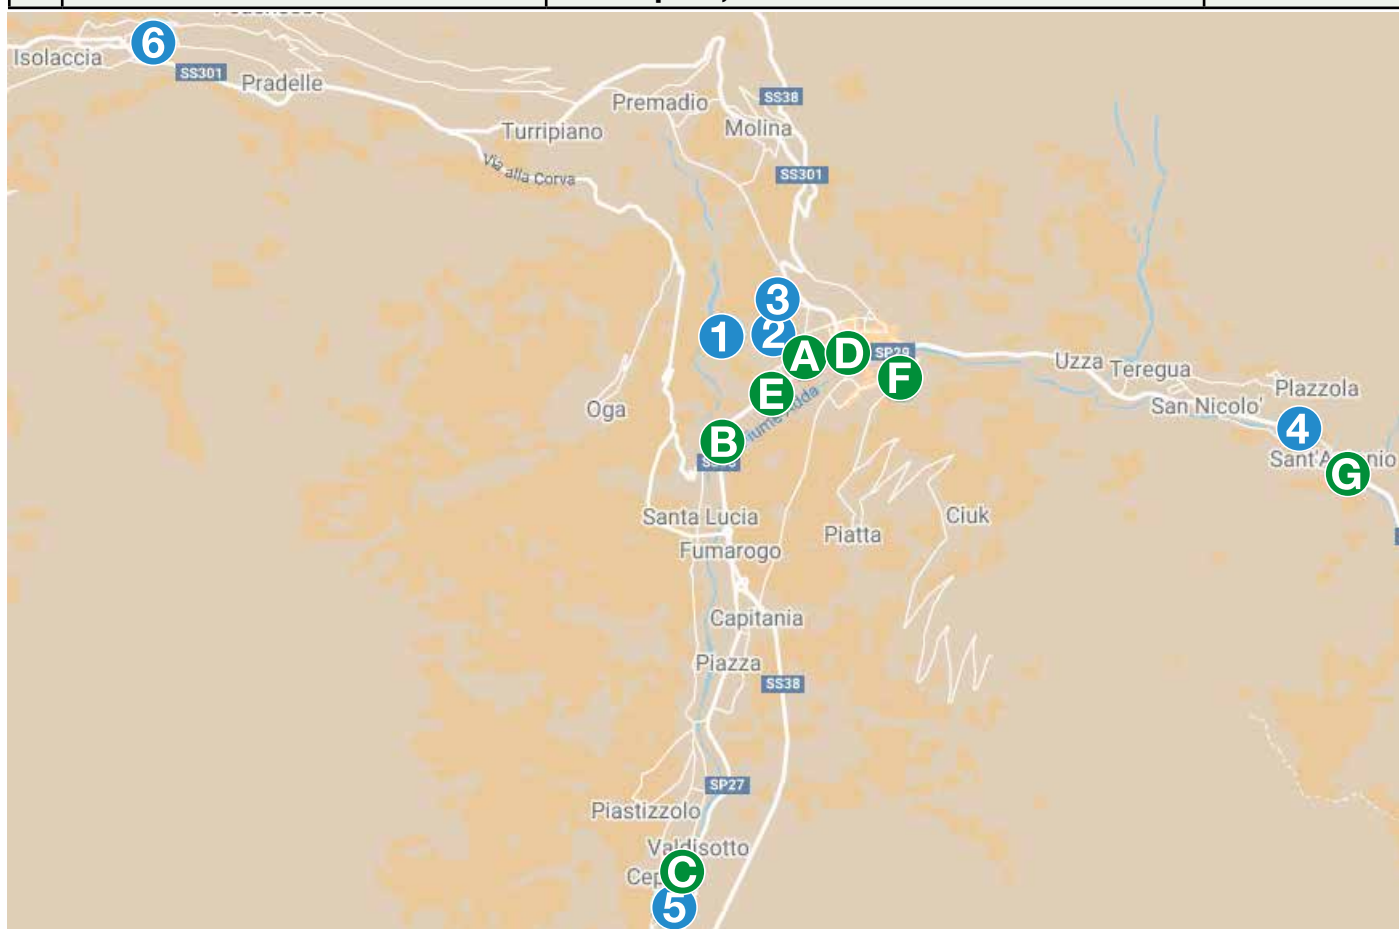 6
Isolaccia
SS301
Pradelle
Premadio
SS38
Turripiano
Molina
Via alla Corva
SS301
3
1
2
A
D
F
E
Uzza
Teregua
Plazzola
San Nicolo'
Oga
B
4
G
Santa Lucia
Ciuk
Piatta
Fumarogo
Capitania
Piazza
SS38
SP27
Piastizzolo
Valdisotto
C
5